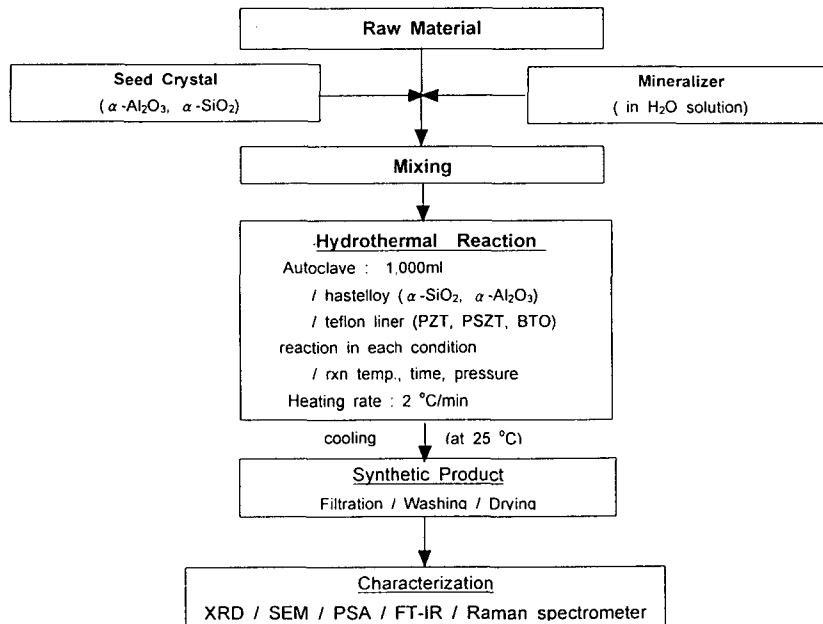 Raw Material
Seed Crystal
( α-Al₂O₃, α-SiO₂)
Mineralizer
( in H₂O solution)
Mixing
Hydrothermal Reaction
Autoclave : 1,000ml
/ hastelloy ( α-SiO₂, α-Al₂O₃)
/ teflon liner (PZT, PSZT, BTO)
reaction in each condition
/ rxn temp., time, pressure
Heating rate : 2 °C/min
cooling (at 25 °C)
Synthetic Product
Filtration / Washing / Drying
Characterization
XRD / SEM / PSA / FT-IR / Raman spectrometer